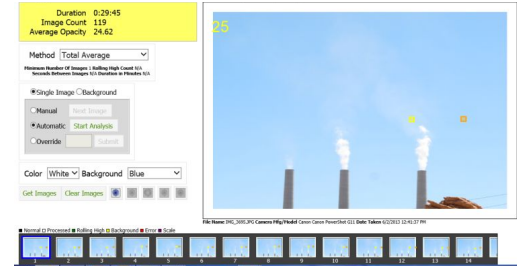 Duration 0:29:45
Image Count 119
Average Opacity 24.62
Method Total Average
Minimum Number Of Images 1 Rolling High Count N/A
Seconds Between Images N/A Duration in Minutes N/A
Single Image Background
Manual Next Image
Automatic Start Analysis
Override Submit
Color White Background Blue
Get Images Clear Images
25
File Name IMG_3695.JPG Camera Mfg/Model Canon Canon PowerShot G11 Date Taken 6/2/2013 12:41:37 PM
Normal Processed Rolling High Background Error Scale
1 2 3 4 5 6 7 8 9 10 11 12 13 14